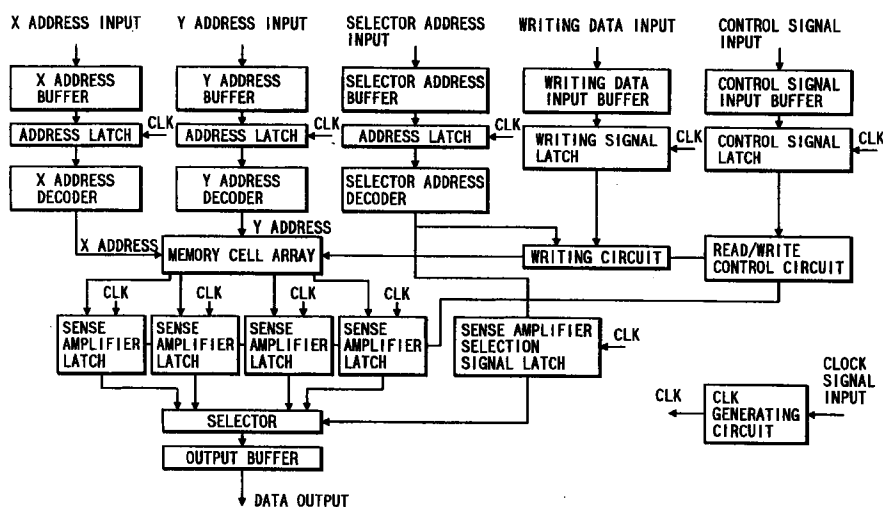 X ADDRESS INPUT
Y ADDRESS INPUT
SELECTOR ADDRESS
INPUT
WRITING DATA INPUT
CONTROL SIGNAL
INPUT
X ADDRESS
BUFFER
Y ADDRESS
BUFFER
SELECTOR ADDRESS
BUFFER
WRITING DATA
INPUT BUFFER
CONTROL SIGNAL
INPUT BUFFER
ADDRESS LATCH
CLK
ADDRESS LATCH
CLK
ADDRESS LATCH
CLK
WRITING SIGNAL
LATCH
CLK
CONTROL SIGNAL
LATCH
CLK
X ADDRESS
DECODER
Y ADDRESS
DECODER
SELECTOR ADDRESS
DECODER
X ADDRESS
Y ADDRESS
MEMORY CELL ARRAY
WRITING CIRCUIT
READ/WRITE
CONTROL CIRCUIT
CLK
CLK
CLK
CLK
SENSE
AMPLIFIER
LATCH
SENSE
AMPLIFIER
LATCH
SENSE
AMPLIFIER
LATCH
SENSE
AMPLIFIER
LATCH
SENSE AMPLIFIER
SELECTION
SIGNAL LATCH
CLK
CLOCK
SIGNAL
INPUT
CLK
CLK
GENERATING
CIRCUIT
SELECTOR
OUTPUT BUFFER
DATA OUTPUT